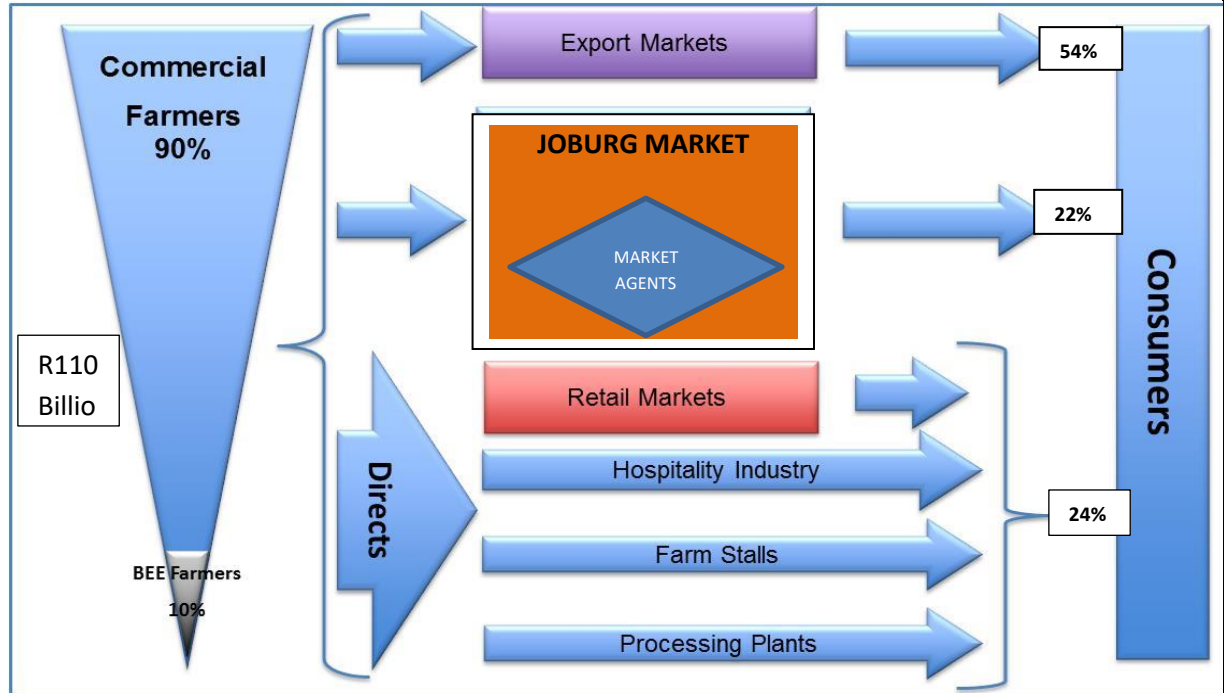 Commercial
Farmers
90%
R110
Billio
BEE Farmers
10%
Export Markets
JOBURG MARKET
MARKET
AGENTS
Directs
Retail Markets
Hospitality Industry
Farm Stalls
Processing Plants
54%
22%
24%
Consumers